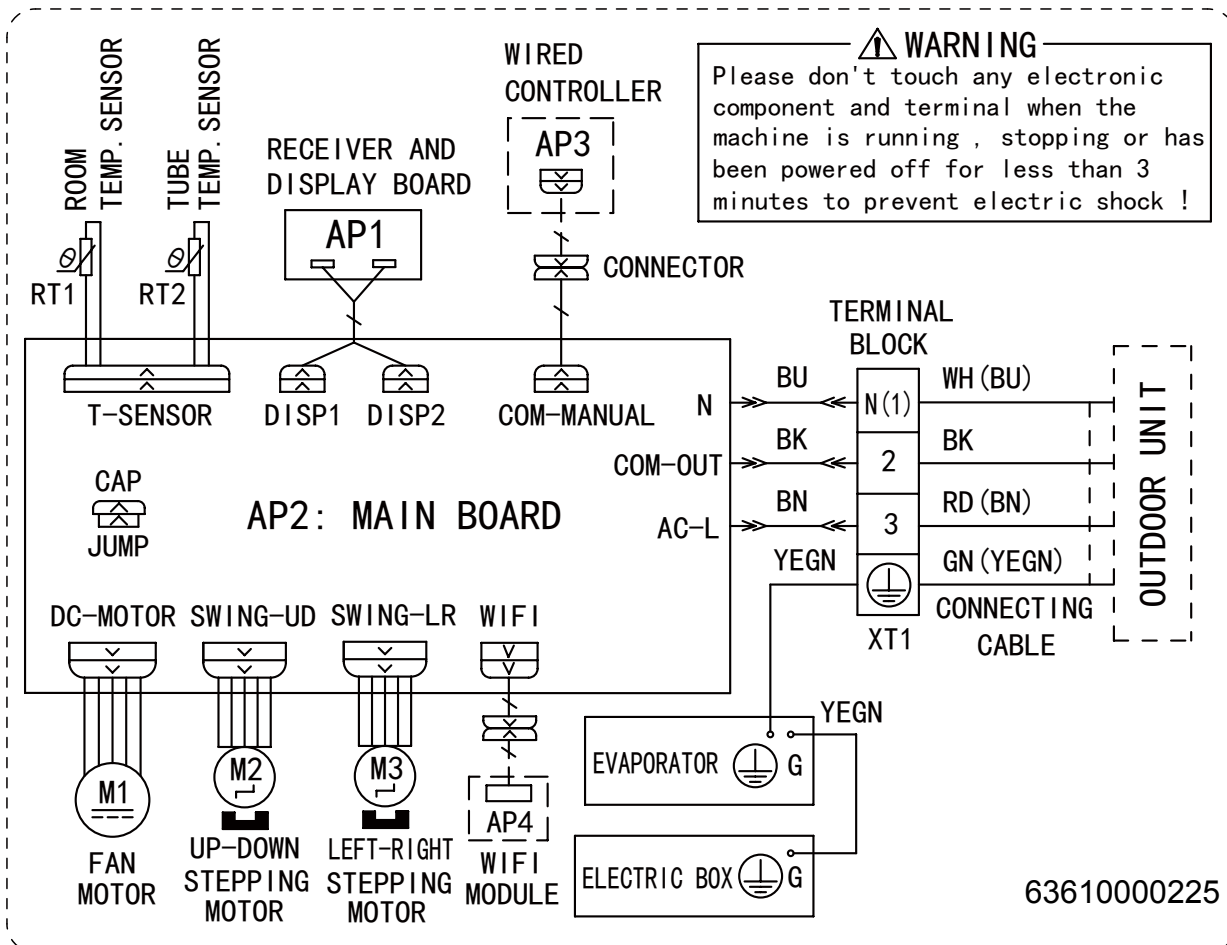 WARNING
Please don't touch any electronic
component and terminal when the
machine is running , stopping or has
been powered off for less than 3
minutes to prevent electric shock !
ROOM
TEMP. SENSOR
TUBE
TEMP. SENSOR
RT1
RT2
RECEIVER AND
DISPLAY BOARD
AP1
WIRED
CONTROLLER
AP3
CONNECTOR
T-SENSOR
DISP1
DISP2
COM-MANUAL
N
COM-OUT
AC-L
CAP
JUMP
AP2: MAIN BOARD
BU
BK
BN
YEGN
TERMINAL
BLOCK
N(1)
2
3
XT1
WH(BU)
BK
RD(BN)
GN(YEGN)
CONNECTING
CABLE
OUTDOOR UNIT
DC-MOTOR
SWING-UD
SWING-LR
WIFI
M1
FAN
MOTOR
M2
UP-DOWN
STEPPING
MOTOR
M3
LEFT-RIGHT
STEPPING
MOTOR
AP4
WIFI
MODULE
EVAPORATOR
G
YEGN
ELECTRIC BOX
G
63610000225